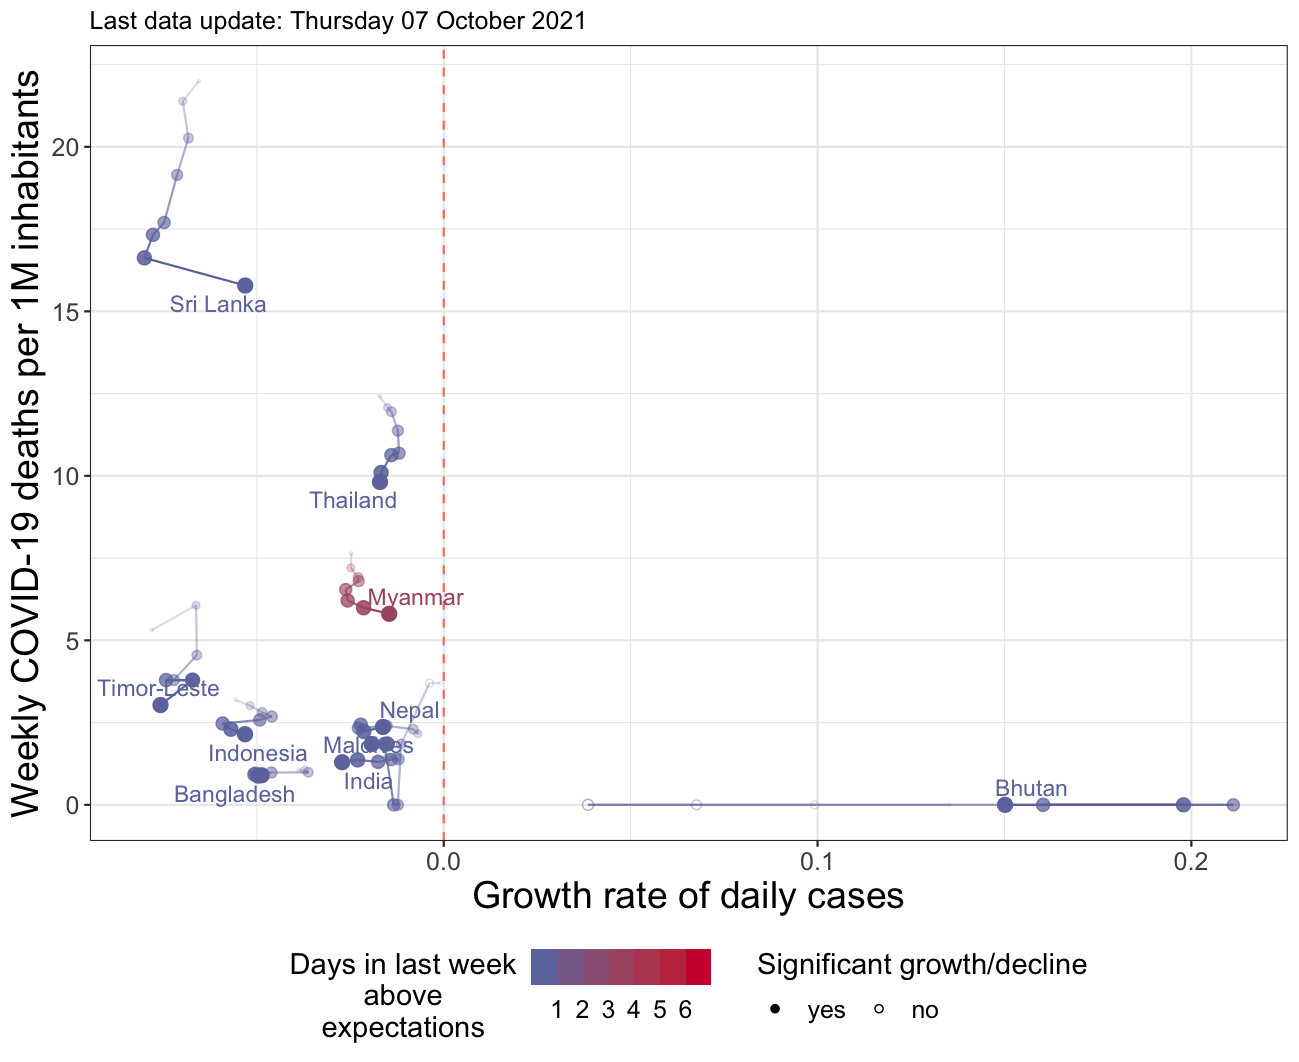 Last data update: Thursday 07 October 2021
Weekly COVID-19 deaths per 1M inhabitants
20
15
10
5
0
Sri Lanka
Thailand
Myanmar
Timor-Leste
Nepal
Indonesia
Maldives
India
Bangladesh
Bhutan
0.0
0.1
0.2
Growth rate of daily cases
Days in last week
above
expectations
1 2 3 4 5 6
Significant growth/decline
yes
no